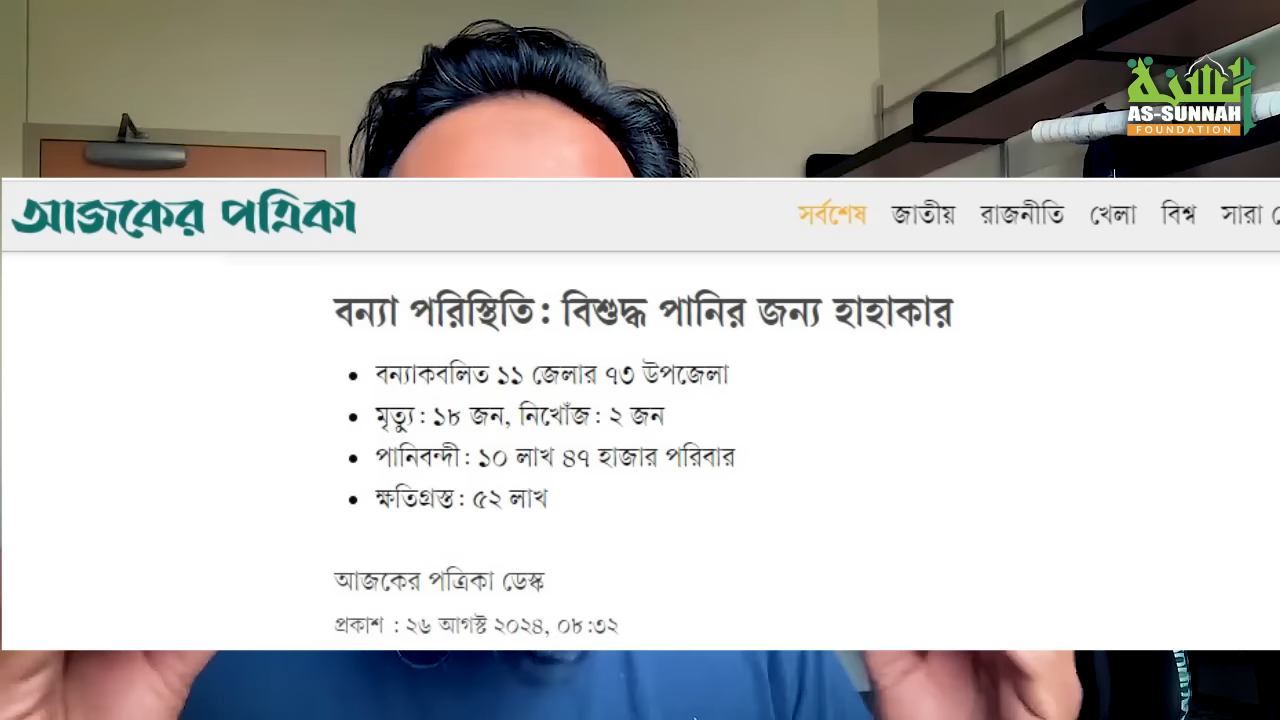 السنة
AS-SUNNAH
FOUNDATION
আজকের পত্রিকা
সর্বশেষ জাতীয় রাজনীতি খেলা বিশ্ব সারা
বন্যা পরিস্থিতি: বিশুদ্ধ পানির জন্য হাহাকার
বন্যাকবলিত ১১ জেলার ৭৩ উপজেলা
মৃত্যু: ১৮ জন, নিখোঁজ: ২ জন
পানিবন্দী: ১০ লাখ ৪৭ হাজার পরিবার
ক্ষতিগ্রস্ত: ৫২ লাখ
আজকের পত্রিকা ডেস্ক
প্রকাশ : ২৬ আগস্ট ২০২৪, ০৮:৩২